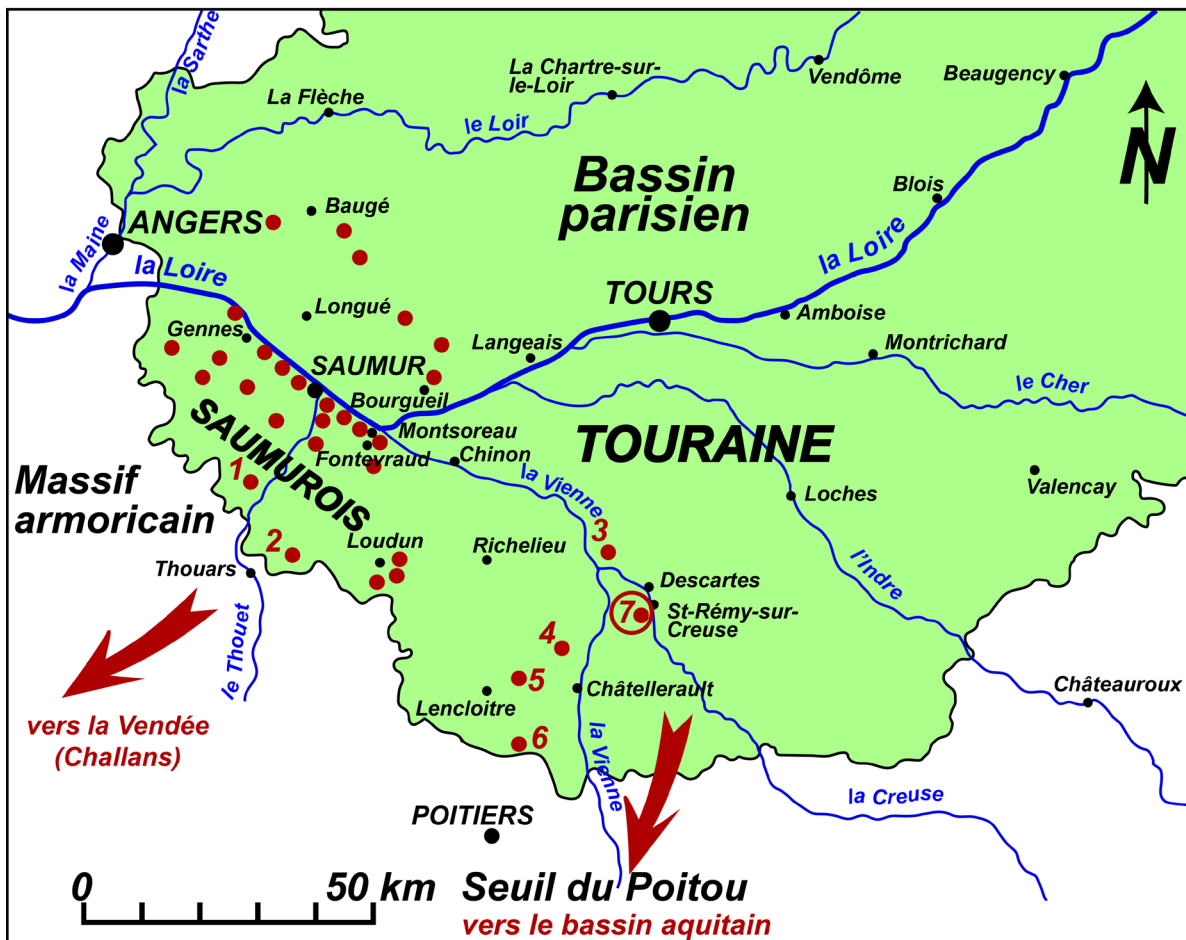 la Sarthe
La Flèche
le Loir
La Chartre-sur-
le-Loir
Vendôme
Beaugency
N
Bassin
parisien
Blois
la Loire
Baugé
ANGERS
la Maine
la Loire
Longué
Gennes
TOURS
Amboise
Langeais
Montrichard
le Cher
SAUMUR
Bourgueil
Montsoreau
Fontevraud
Chinon
SAUMUROIS
TOURAINE
Massif
armoricain
1
2
la Vienne
Loches
Valencay
l'Indre
3
Loudun
Richelieu
Thouars
Descartes
7
St-Rémy-sur-
Creuse
4
5
Lencloitre
Châtellerault
Châteauroux
le Thouet
vers la Vendée
(Challans)
6
la Vienne
la Creuse
POITIERS
0
50 km
Seuil du Poitou
vers le bassin aquitain